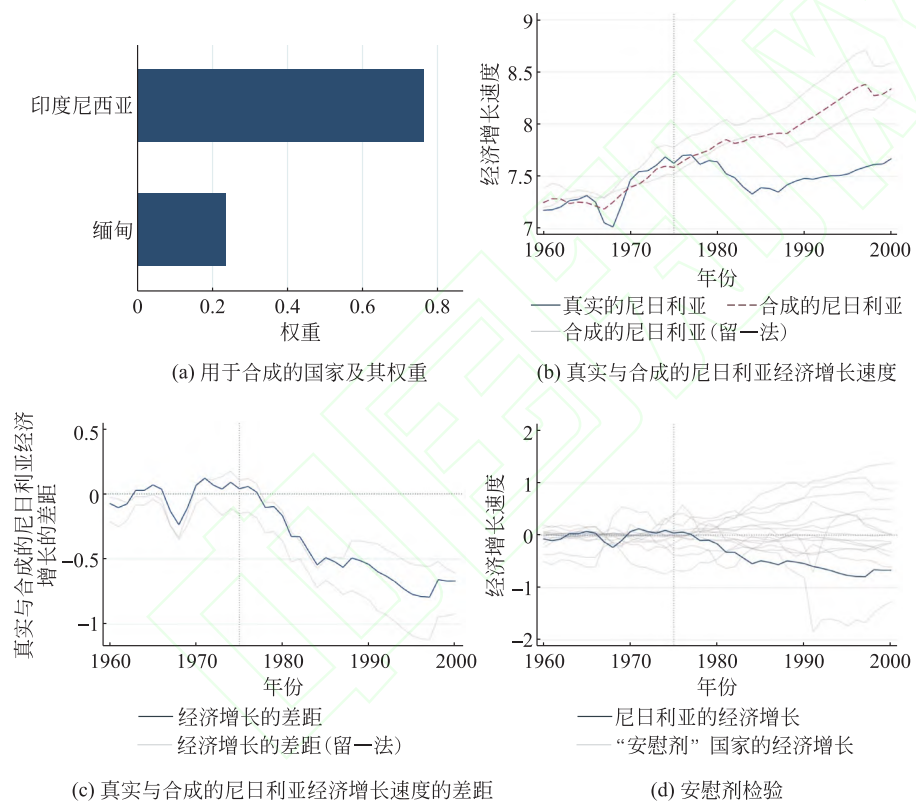 印度尼西亚
缅甸
0 0.2 0.4 0.6 0.8
权重
(a) 用于合成的国家及其权重
经济增长速度
9
8.5
8
7.5
7
1960 1970 1980 1990 2000
年份
真实的尼日利亚 合成的尼日利亚
合成的尼日利亚(留一法)
(b) 真实与合成的尼日利亚经济增长速度
真实与合成的尼日利亚经济
增长的差距
0.5
0
−0.5
−1
1960 1970 1980 1990 2000
年份
经济增长的差距
经济增长的差距(留一法)
(c) 真实与合成的尼日利亚经济增长速度的差距
经济增长速度
2
1
0
−1
−2
1960 1970 1980 1990 2000
年份
尼日利亚的经济增长
“安慰剂”国家的经济增长
(d) 安慰剂检验